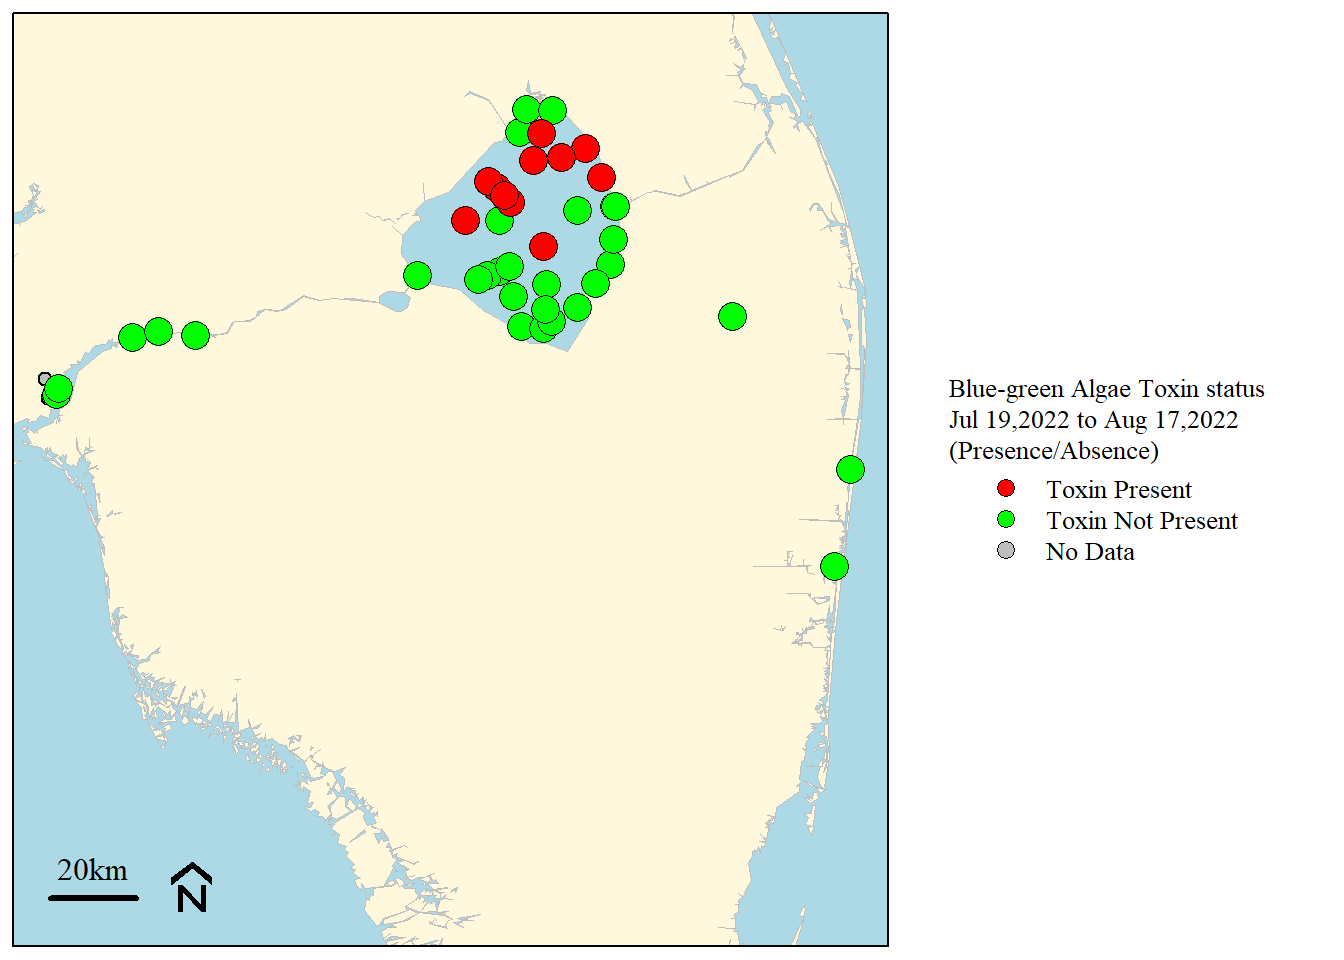 Blue-green Algae Toxin status
Jul 19,2022 to Aug 17,2022
(Presence/Absence)
Toxin Present
Toxin Not Present
No Data
20km
N